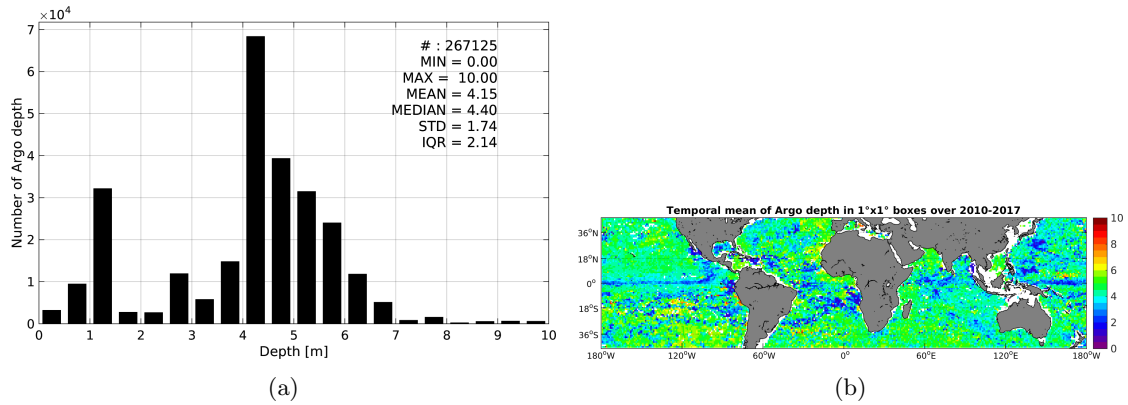 ×10⁴
7
6
5
4
3
2
1
0
Number of Argo depth
# : 267125
MIN = 0.00
MAX = 10.00
MEAN = 4.15
MEDIAN = 4.40
STD = 1.74
IQR = 2.14
0 1 2 3 4 5 6 7 8 9 10
Depth [m]
(a)
Temporal mean of Argo depth in 1°x1° boxes over 2010-2017
36°N
18°N
0°
18°S
36°S
180°W 120°W 60°W 0° 60°E 120°E 180°W
10
8
6
4
2
0
(b)